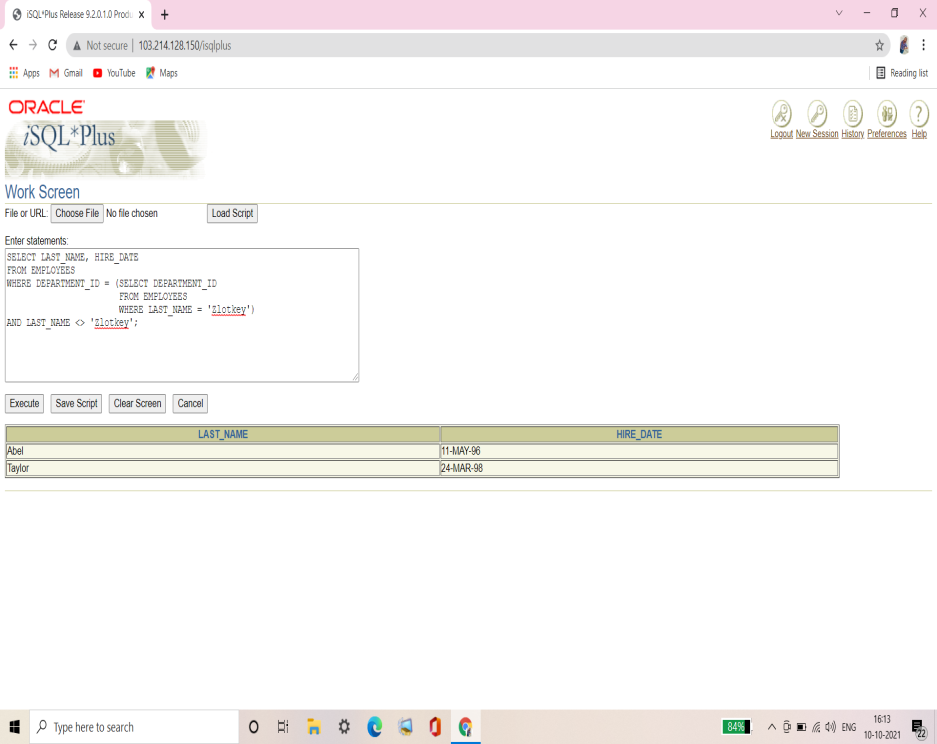 iSQL*Plus Release 9.2.0.1.0 Produ
Not secure | 103.214.128.150/isqlplus
Apps Gmail YouTube Maps Reading list
ORACLE
iSQL*Plus
Logout New Session History Preferences Help
Work Screen
File or URL: Choose File No file chosen Load Script
Enter statements:
SELECT LAST_NAME, HIRE_DATE
FROM EMPLOYEES
WHERE DEPARTMENT_ID = (SELECT DEPARTMENT_ID
FROM EMPLOYEES
WHERE LAST_NAME = 'Zlotkey')
AND LAST_NAME <> 'Zlotkey';
Execute Save Script Clear Screen Cancel
LAST_NAME HIRE_DATE
Abel 11-MAY-96
Taylor 24-MAR-98
Type here to search
84%
ENG
16:13
10-10-2021
22